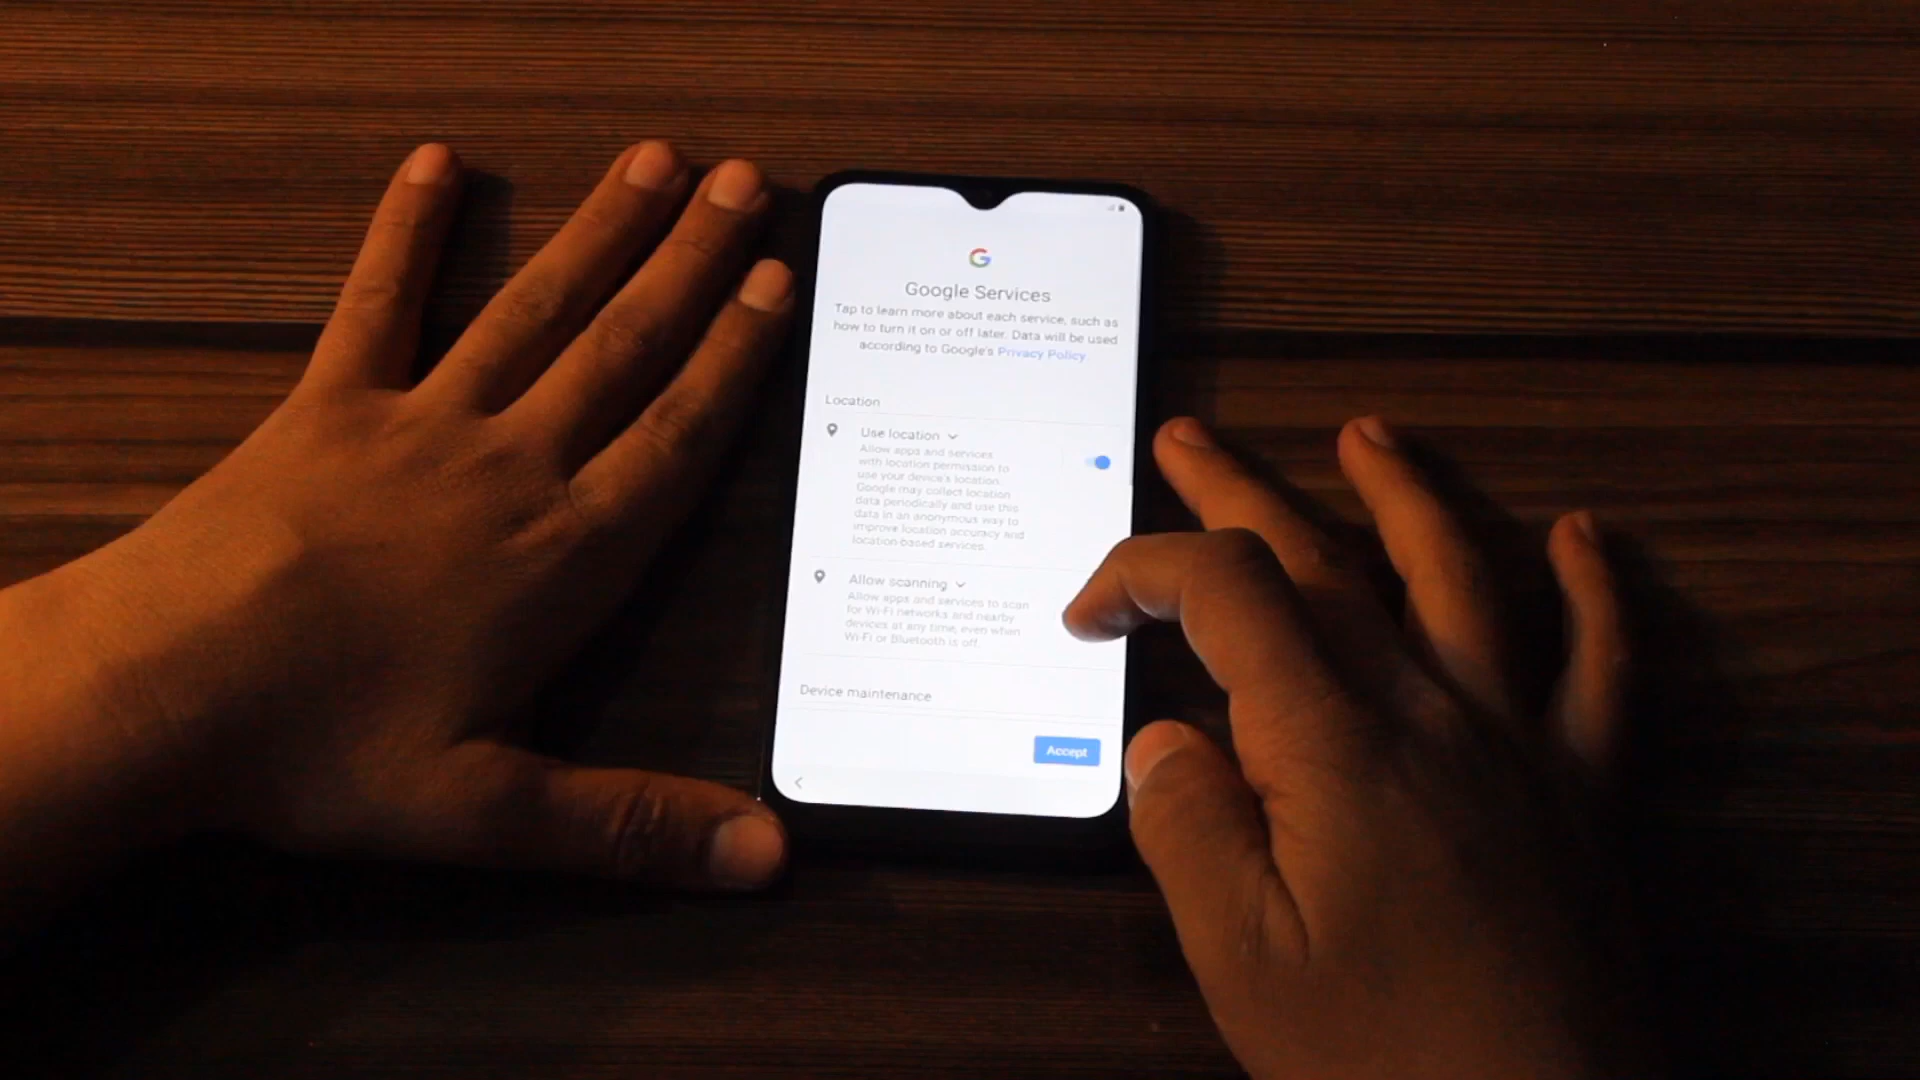 Google Services
Tap to learn more about each service, such as
how to turn it on or off later. Data will be used
according to Google's Privacy Policy
Location
Use location
Allow apps and services
with location permission to
use your device's location.
Google may collect location
data periodically and use this
data in an anonymous way to
improve location accuracy and
location-based services.
Allow scanning
Allow apps and services to scan
for Wi-Fi networks and nearby
devices at any time, even when
Wi-Fi or Bluetooth is off.
Device maintenance
Accept